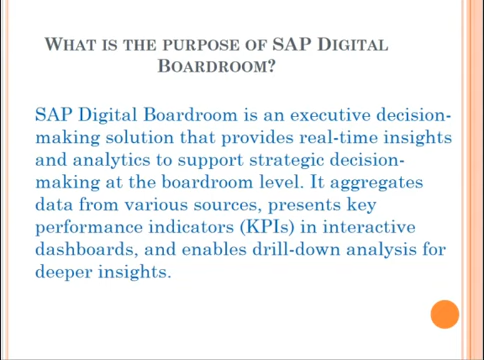 WHAT IS THE PURPOSE OF SAP DIGITAL
BOARDROOM?
SAP Digital Boardroom is an executive decision-
making solution that provides real-time insights
and analytics to support strategic decision-
making at the boardroom level. It aggregates
data from various sources, presents key
performance indicators (KPIs) in interactive
dashboards, and enables drill-down analysis for
deeper insights.